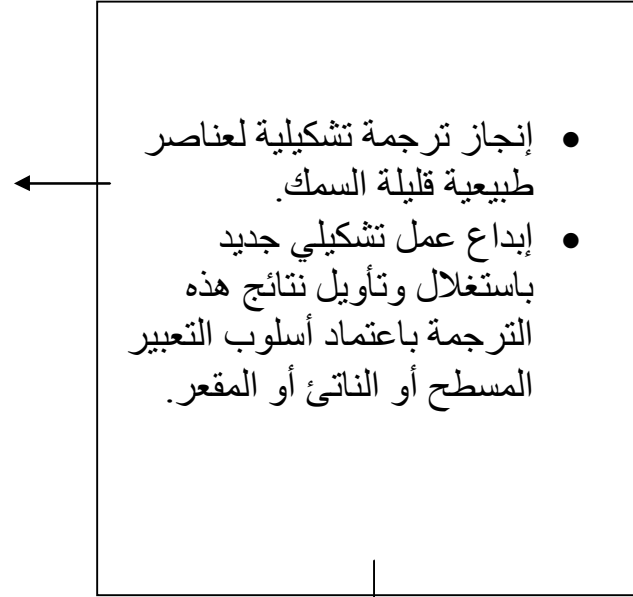 • إنجاز ترجمة تشكيلية لعناصر
طبيعية قليلة السمك.
• إبداع عمل تشكيلي جديد
باستغلال وتأويل نتائج هذه
الترجمة باعتماد أسلوب التعبير
المسطح أو الناتئ أو المقعر.